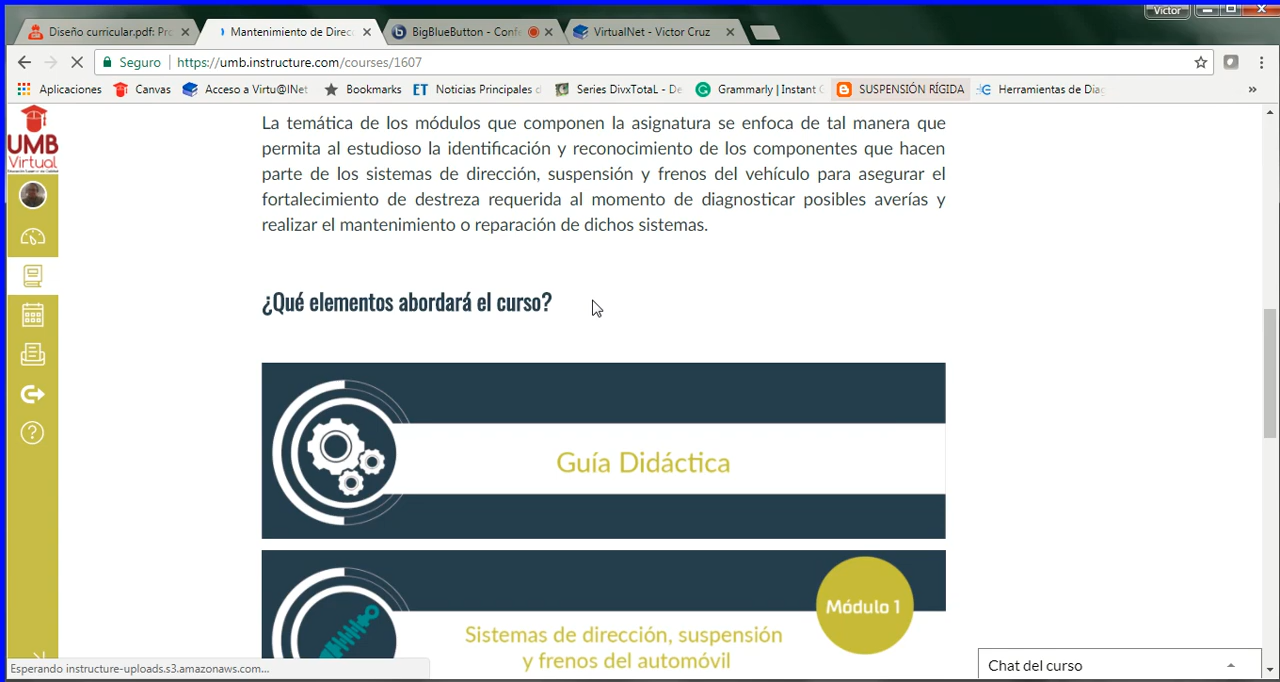 Victor
Diseño curricular.pdf: Pro
Mantenimiento de Direc
BigBlueButton - Conf
VirtualNet - Victor Cruz
Seguro
https://umb.instructure.com/courses/1607
Aplicaciones
Canvas
Acceso a Virtu@lNet
Bookmarks
ET Noticias Principales d
Series DivxTotaL - De
Grammarly | Instant
SUSPENSIÓN RÍGIDA
Herramientas de Diag
»
UMB
Virtual
La temática de los módulos que componen la asignatura se enfoca de tal manera que
permita al estudioso la identificación y reconocimiento de los componentes que hacen
parte de los sistemas de dirección, suspensión y frenos del vehículo para asegurar el
fortalecimiento de destreza requerida al momento de diagnosticar posibles averías y
realizar el mantenimiento o reparación de dichos sistemas.
¿Qué elementos abordará el curso?
Guía Didáctica
Módulo 1
Sistemas de dirección, suspensión
y frenos del automóvil
Esperando instructure-uploads.s3.amazonaws.com...
Chat del curso